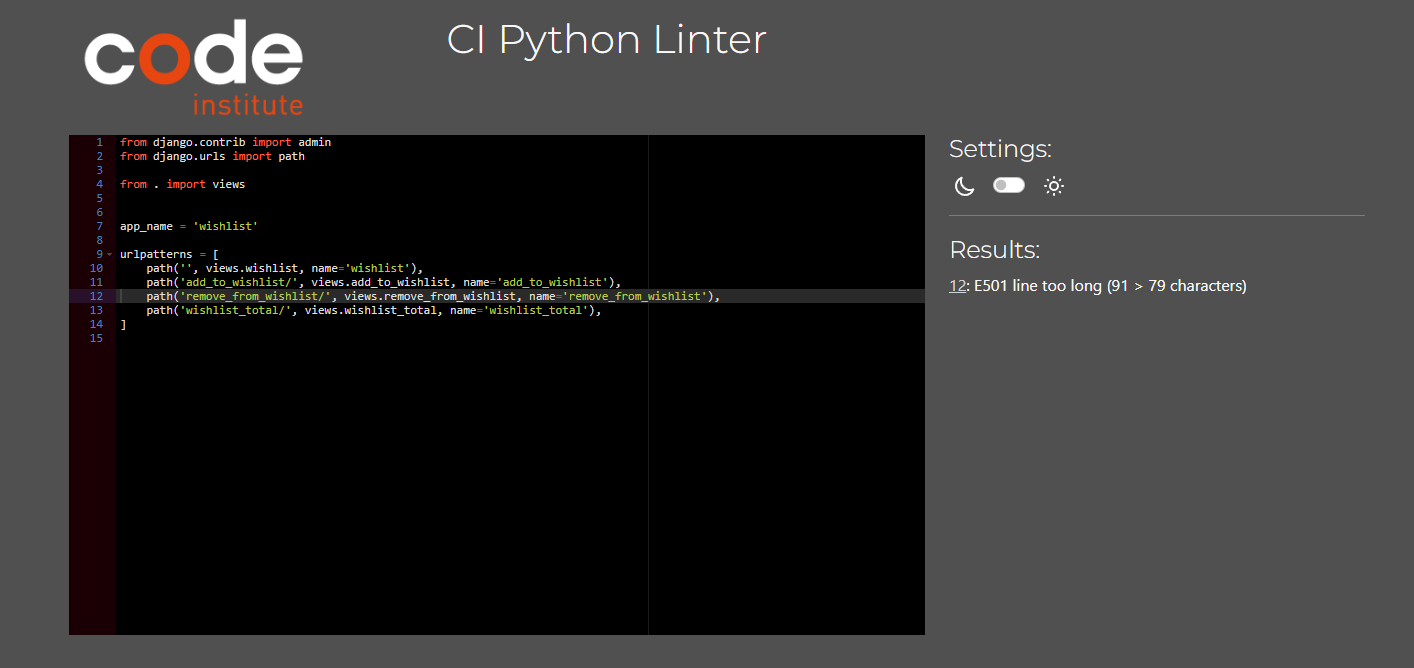 code
institute
CI Python Linter
1 from django.contrib import admin
2 from django.urls import path
3
4 from . import views
5
6
7 app_name = 'wishlist'
8
9 urlpatterns = [
10     path('', views.wishlist, name='wishlist'),
11     path('add_to_wishlist/', views.add_to_wishlist, name='add_to_wishlist'),
12     path('remove_from_wishlist/', views.remove_from_wishlist, name='remove_from_wishlist'),
13     path('wishlist_total/', views.wishlist_total, name='wishlist_total'),
14 ]
15
Settings:
Results:
12: E501 line too long (91 > 79 characters)